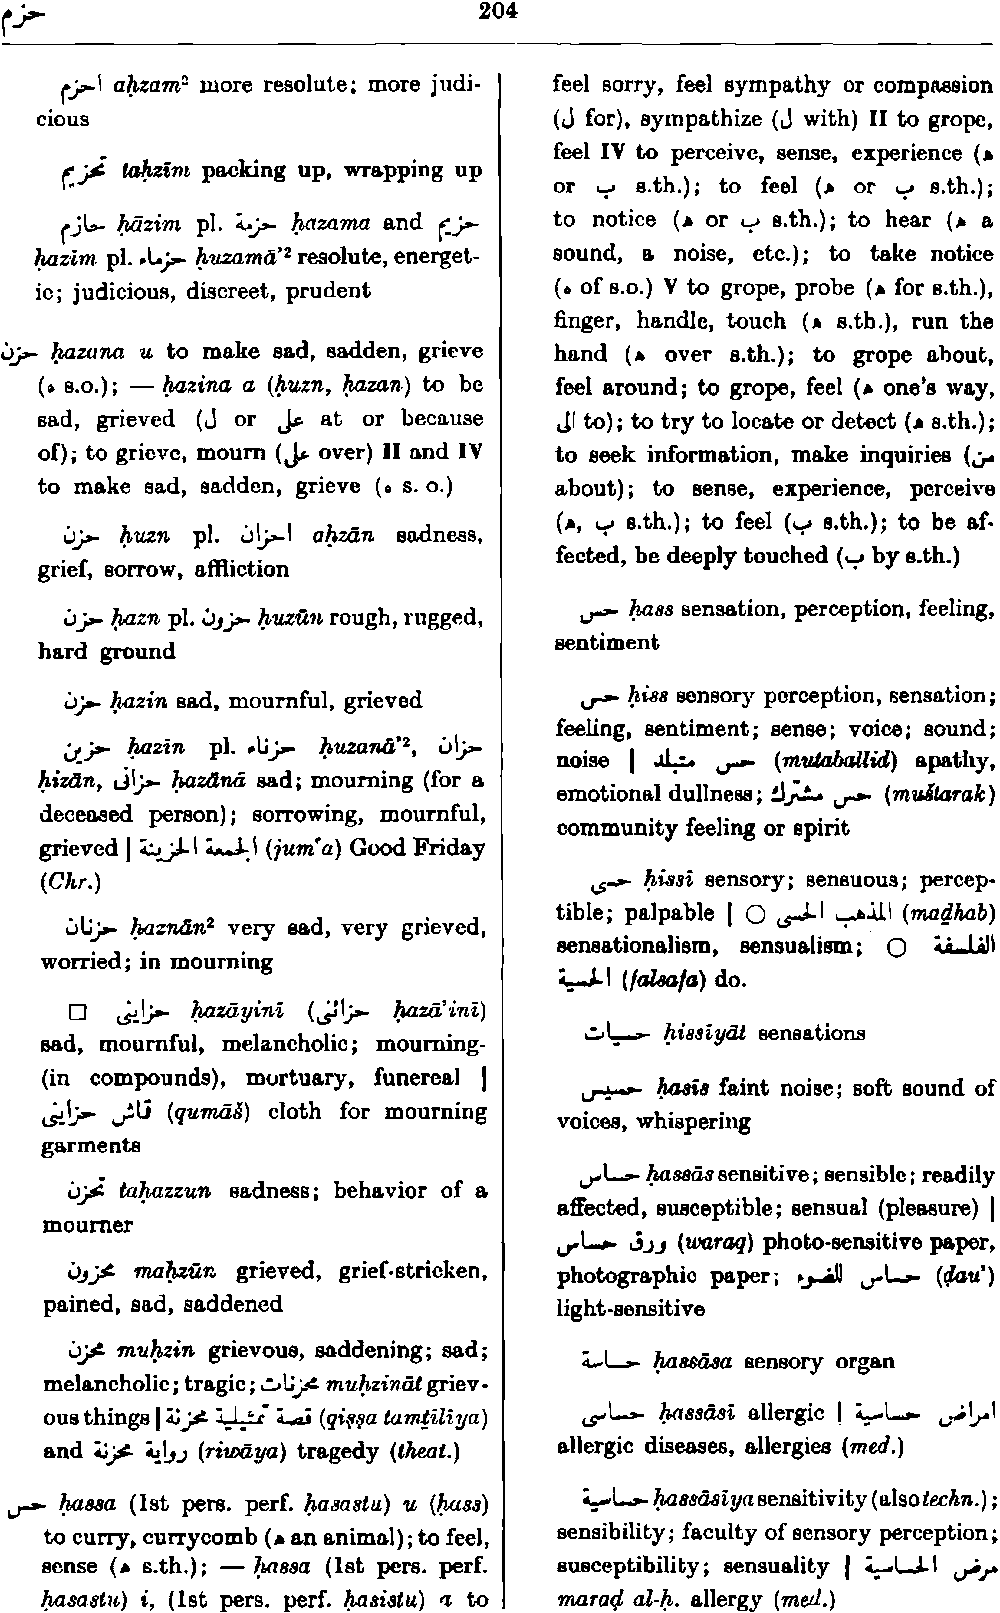 حزم
204
احزم aḥzam² more resolute; more judi-
cious
تحزيم taḥzīm packing up, wrapping up
حازم ḥāzim pl. حزمة ḥazama and حزيم
ḥazīm pl. حزماء ḥuzamā’² resolute, energet-
ic; judicious, discreet, prudent
حزن ḥazana u to make sad, sadden, grieve
(ه s.o.); — ḥazina a (ḥuzn, ḥazan) to be
sad, grieved (ل or على at or because
of); to grieve, mourn (على over) II and IV
to make sad, sadden, grieve (ه s. o.)
حزن ḥuzn pl. احزان aḥzān sadness,
grief, sorrow, affliction
حزن ḥazn pl. حزون ḥuzūn rough, rugged,
hard ground
حزن ḥazin sad, mournful, grieved
حزين ḥazīn pl. حزناء ḥuzanā’², حزان
ḥizān, حزانى ḥazānā sad; mourning (for a
deceased person); sorrowing, mournful,
grieved | الجمعة الحزينة (jum‘a) Good Friday
(Chr.)
حزنان ḥaznān² very sad, very grieved,
worried; in mourning
□ حزاينى ḥazāyinī (حزائنى ḥazā’inī)
sad, mournful, melancholic; mourning-
(in compounds), mortuary, funereal |
قماش حزاينى (qumāš) cloth for mourning
garments
تحزن taḥazzun sadness; behavior of a
mourner
محزون maḥzūn grieved, grief-stricken,
pained, sad, saddened
محزن muḥzin grievous, saddening; sad;
melancholic; tragic; محزنات muḥzināt griev-
ous things | قصة تمثيلية محزنة (qiṣṣa tamṯīlīya)
and رواية محزنة (riwāya) tragedy (theat.)
حس ḥassa (1st pers. perf. ḥasastu) u (ḥass)
to curry, currycomb (ه an animal); to feel,
sense (ه s.th.); — ḥassa (1st pers. perf.
ḥasastu) i, (1st pers. perf. ḥasistu) a to
feel sorry, feel sympathy or compassion
(ل for), sympathize (ل with) II to grope,
feel IV to perceive, sense, experience (ه
or ب s.th.); to feel (ه or ب s.th.);
to notice (ه or ب s.th.); to hear (ه a
sound, a noise, etc.); to take notice
(ه of s.o.) V to grope, probe (ه for s.th.),
finger, handle, touch (ه s.th.), run the
hand (ه over s.th.); to grope about,
feel around; to grope, feel (ه one's way,
الى to); to try to locate or detect (ه s.th.);
to seek information, make inquiries (من
about); to sense, experience, perceive
(ه, ب s.th.); to feel (ب s.th.); to be af-
fected, be deeply touched (ب by s.th.)
حس ḥass sensation, perception, feeling,
sentiment
حس ḥiss sensory perception, sensation;
feeling, sentiment; sense; voice; sound;
noise | حس متبلد (mutaballid) apathy,
emotional dullness; حس مشترك (muštarak)
community feeling or spirit
حسى ḥissī sensory; sensuous; percep-
tible; palpable | ○ المذهب الحسى (maḏhab)
sensationalism, sensualism; ○ الفلسفة
الحسية (falsafa) do.
حسيات ḥissīyāt sensations
حسيس ḥasīs faint noise; soft sound of
voices, whispering
حساس ḥassās sensitive; sensible; readily
affected, susceptible; sensual (pleasure) |
ورق حساس (waraq) photo-sensitive paper,
photographic paper; حساس للضوء (ḍau’)
light-sensitive
حساسة ḥassāsa sensory organ
حساسى ḥassāsī allergic | امراض حساسية
allergic diseases, allergies (med.)
حساسية ḥassāsīya sensitivity (also techn.);
sensibility; faculty of sensory perception;
susceptibility; sensuality | مرض الحساسية
maraḍ al-ḥ. allergy (med.)